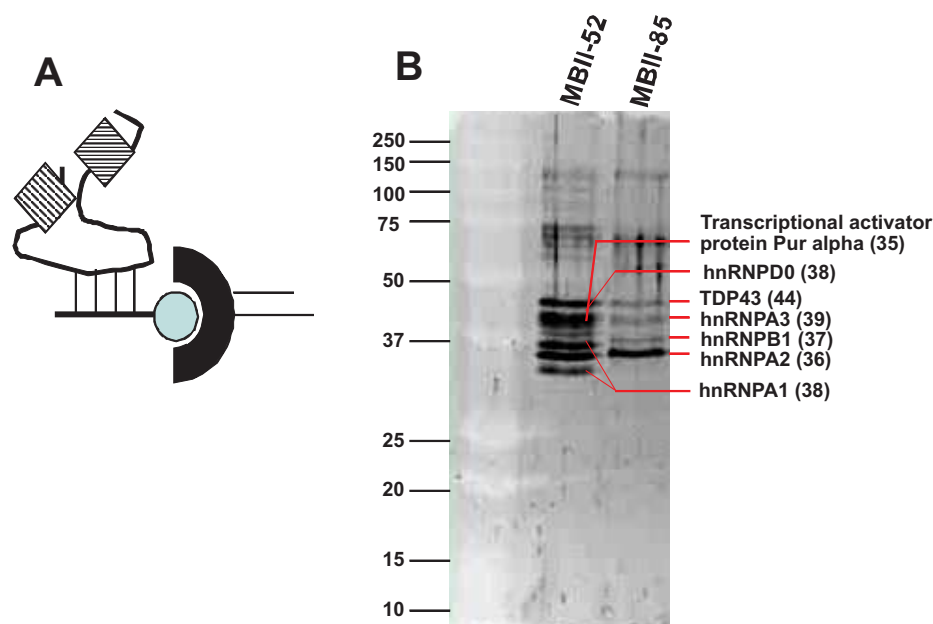 A
B
MBII-52
MBII-85
250
150
100
75
50
37
25
20
15
10
Transcriptional activator
protein Pur alpha (35)
hnRNPD0 (38)
TDP43 (44)
hnRNPA3 (39)
hnRNPB1 (37)
hnRNPA2 (36)
hnRNPA1 (38)